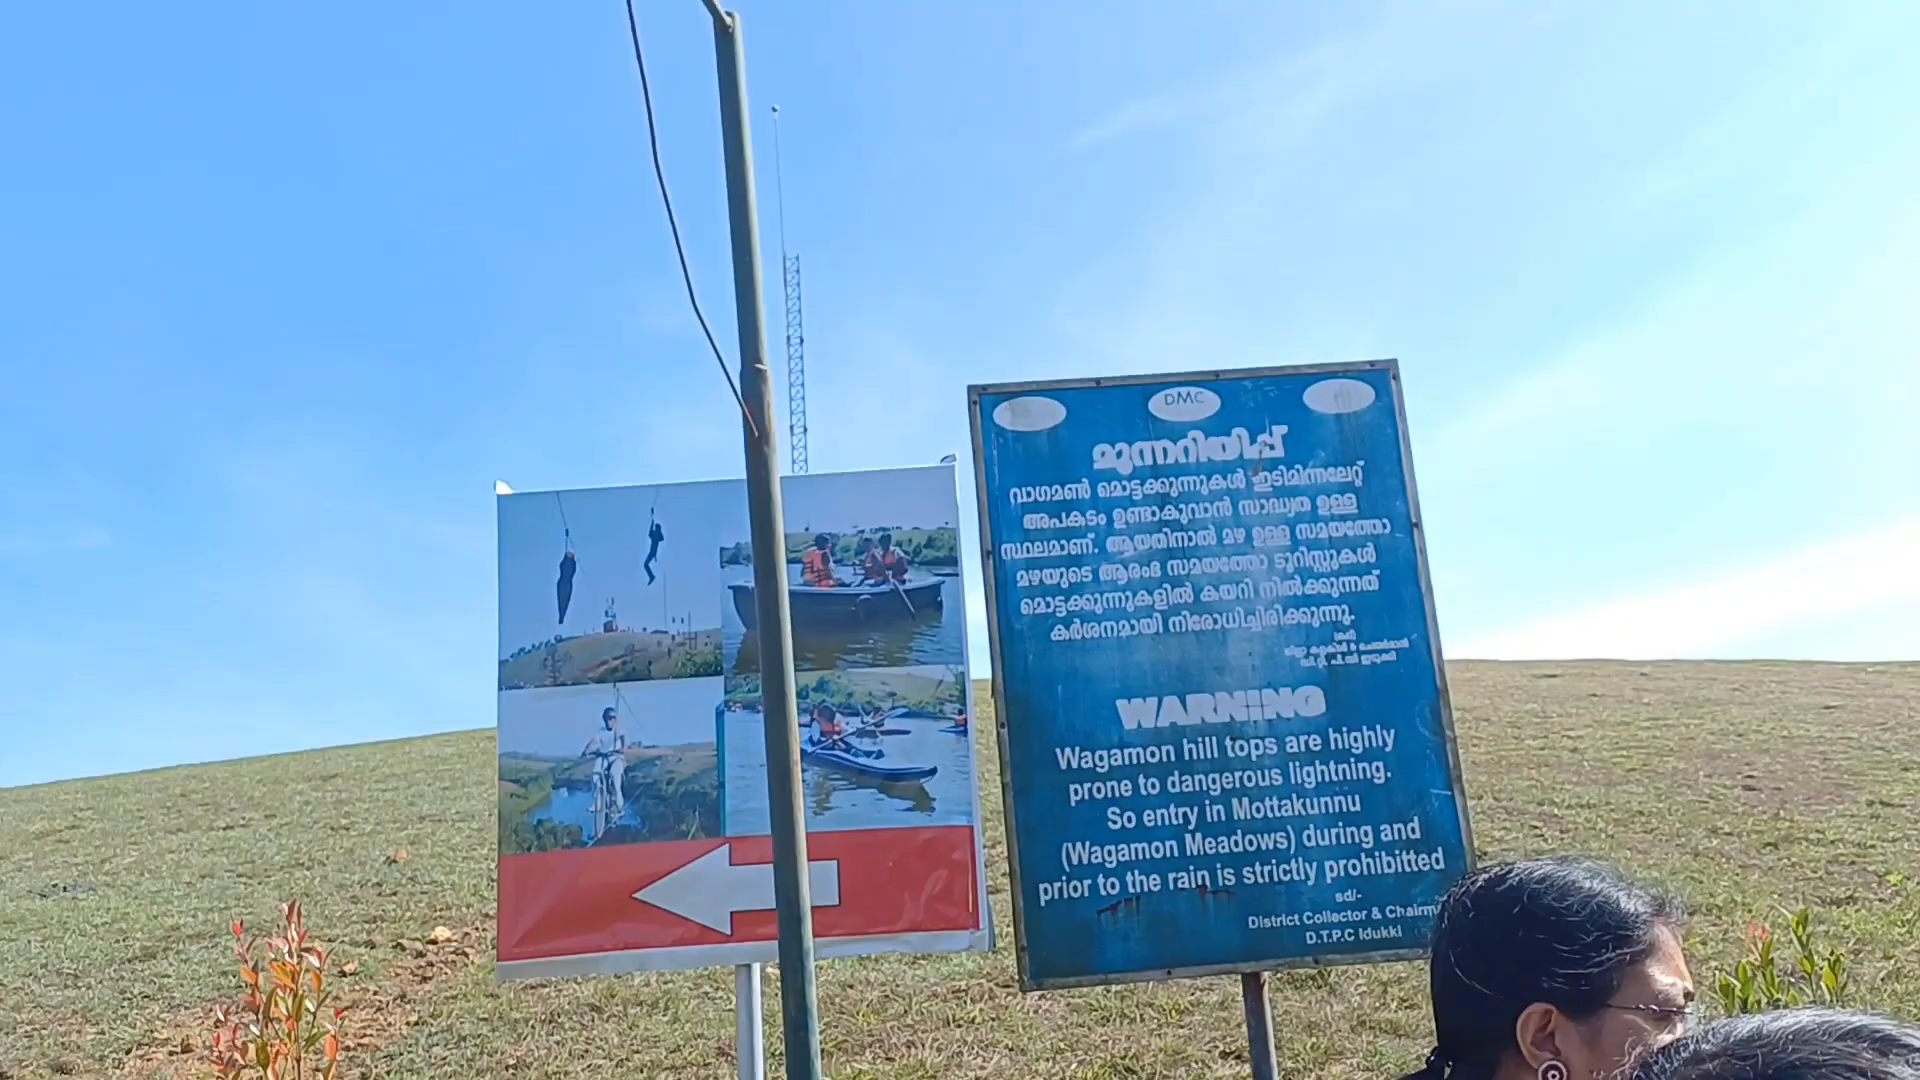 DMC
മുന്നറിയിപ്പ്
വാഗമൺ മൊട്ടക്കുന്നുകൾ ഇടിമിന്നലേറ്റ്
അപകടം ഉണ്ടാകുവാൻ സാദ്ധ്യത ഉള്ള
സ്ഥലമാണ്. ആയതിനാൽ മഴ ഉള്ള സമയത്തോ
മഴയുടെ ആരംഭ സമയത്തോ ടൂറിസ്റ്റുകൾ
മൊട്ടക്കുന്നുകളിൽ കയറി നിൽക്കുന്നത്
കർശനമായി നിരോധിച്ചിരിക്കുന്നു.
WARNING
Wagamon hill tops are highly
prone to dangerous lightning.
So entry in Mottakunnu
(Wagamon Meadows) during and
prior to the rain is strictly prohibitted
sd/-
District Collector &
D.T.P.C Idukki